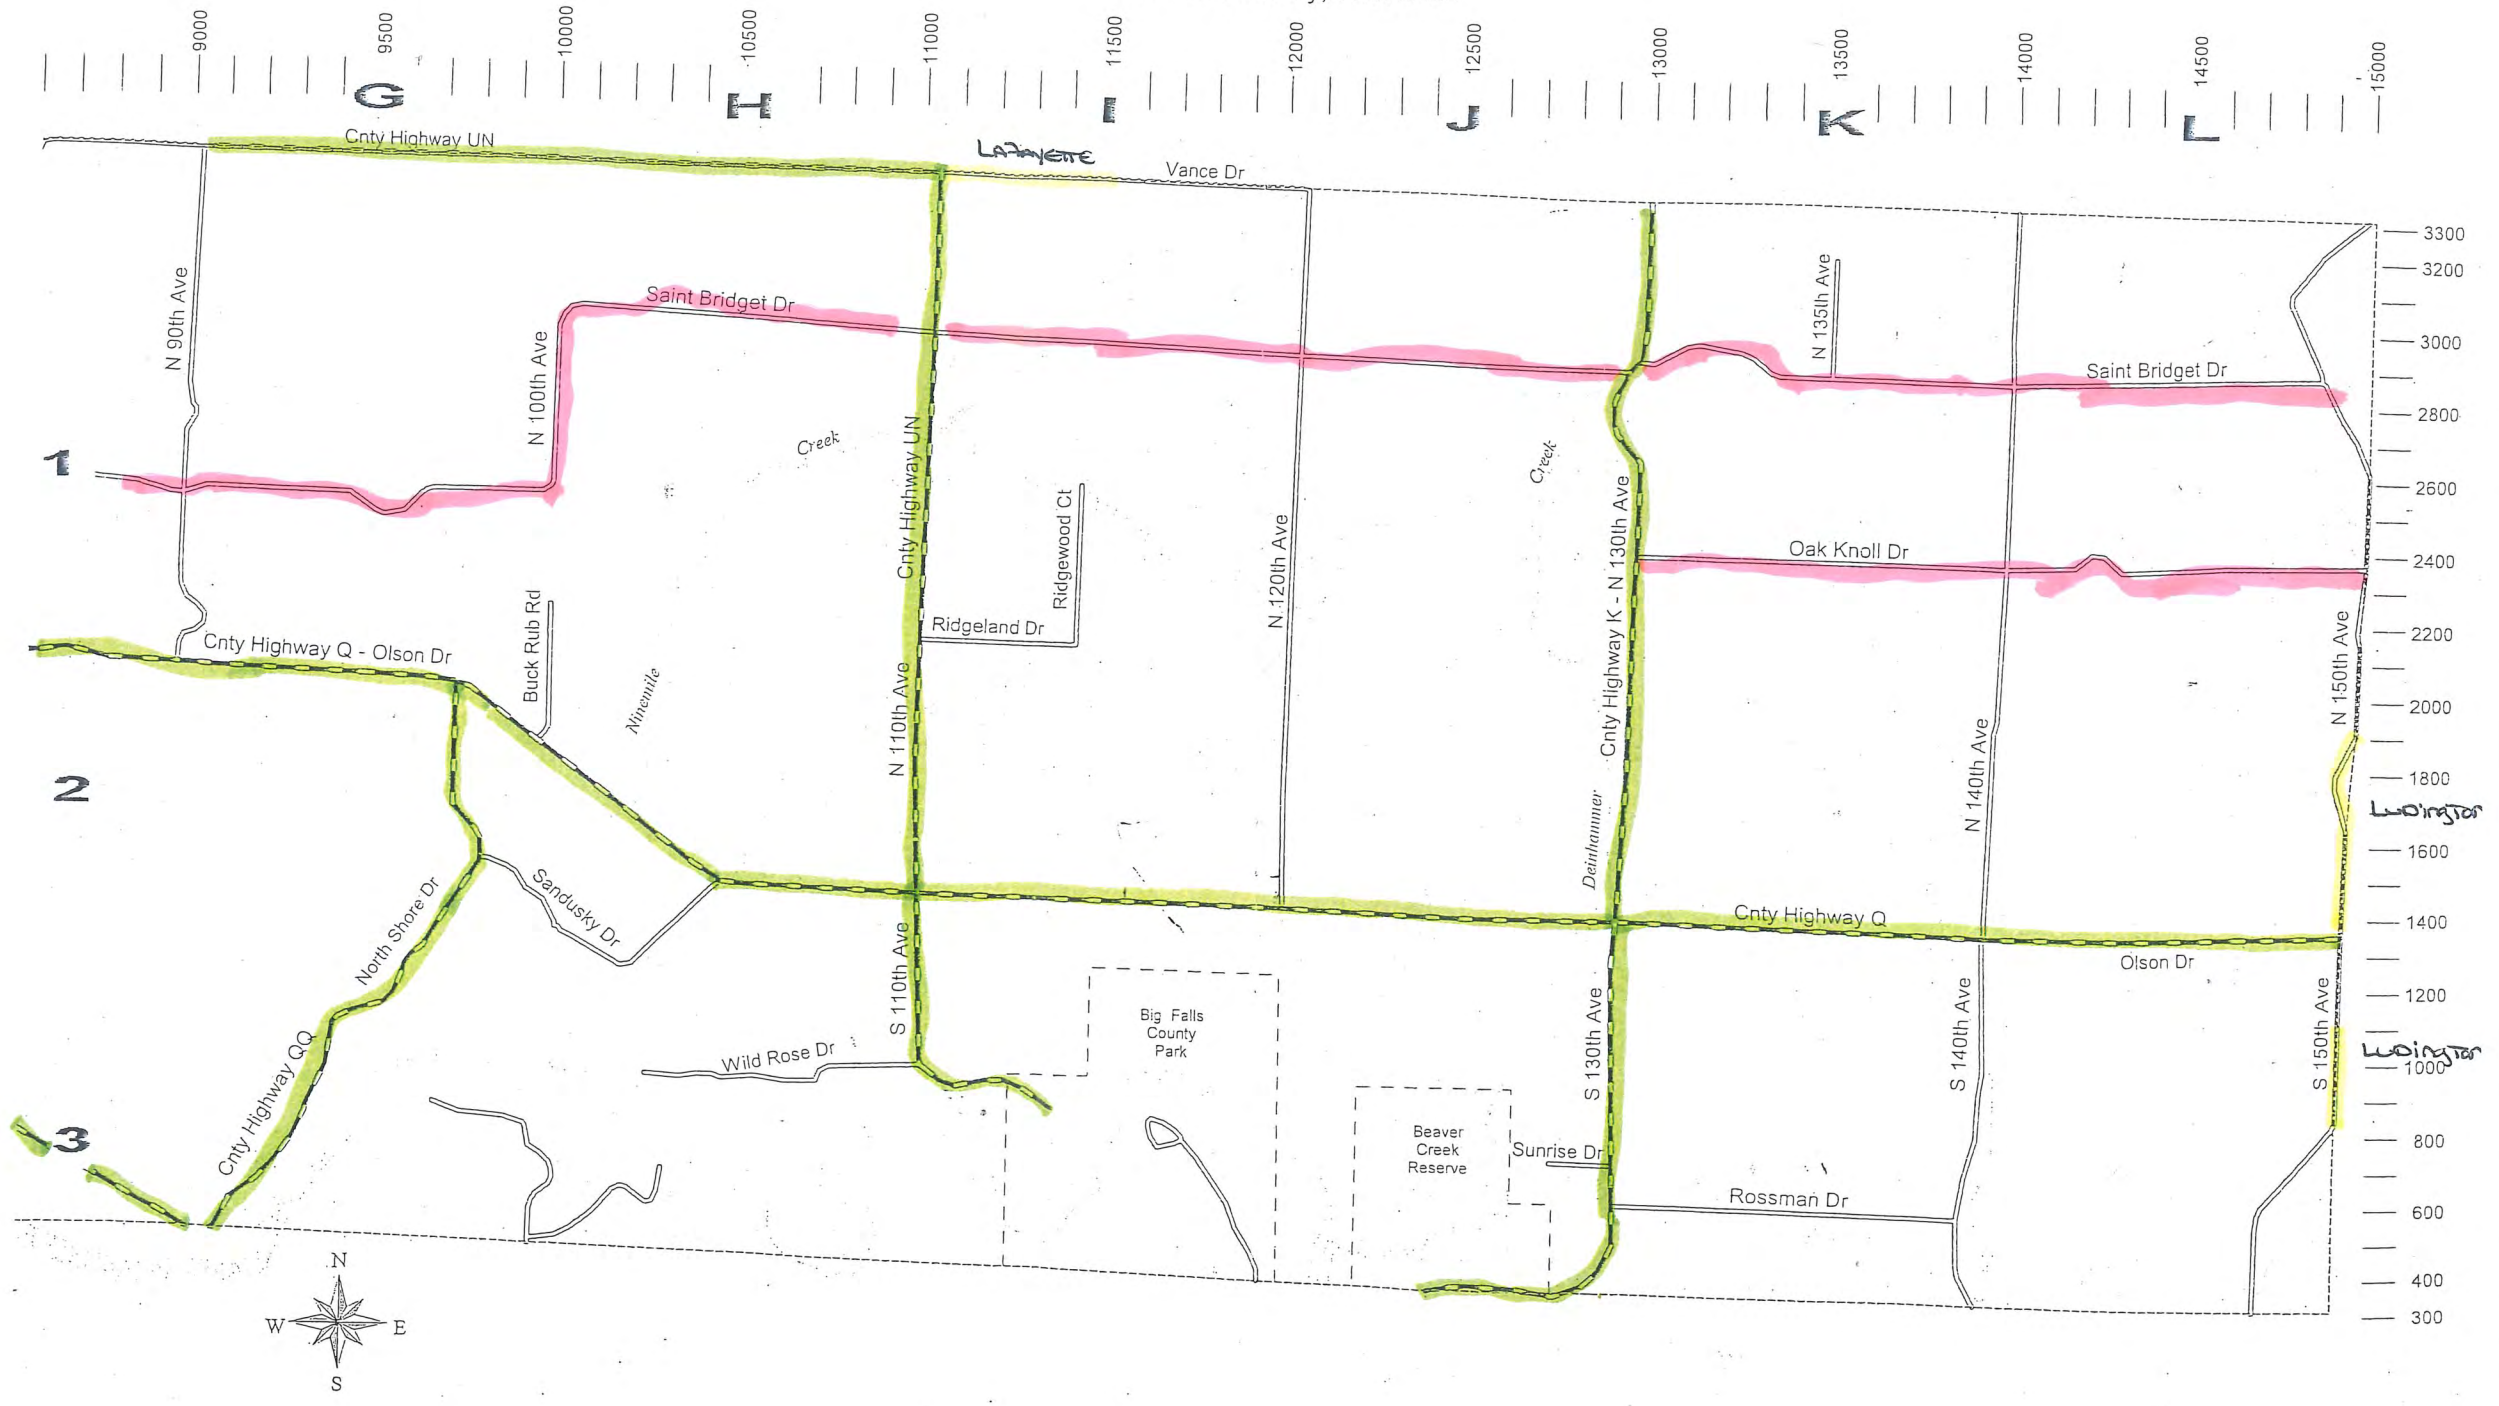 9000
9500
10000
10500
11000
11500
12000
12500
13000
13500
14000
14500
15000
G
H
I
J
K
L
Cnty Highway UN
LAFAYETTE
Vance Dr
3300
3200
3000
2800
2600
2400
2200
2000
1800
1600
1400
1200
1000
800
600
400
300
N 90th Ave
N 100th Ave
Saint Bridget Dr
N 135th Ave
Saint Bridget Dr
Creek
Cnty Highway UN
Creek
1
Ridgewood Ct
N 120th Ave
Cnty Highway K - N 130th Ave
Oak Knoll Dr
Ridgeland Dr
Cnty Highway Q - Olson Dr
Buck Rub Rd
Ninemile
N 110th Ave
N 150th Ave
N 140th Ave
2
Ludington
Deinhammer
Sandusky Dr
North Shore Dr
Cnty Highway Q
Olson Dr
S 110th Ave
S 130th Ave
S 140th Ave
S 150th Ave
Big Falls
County
Park
Wild Rose Dr
Ludington
Cnty Highway QQ
3
Beaver
Creek
Reserve
Sunrise Dr
Rossman Dr
N
W
E
S